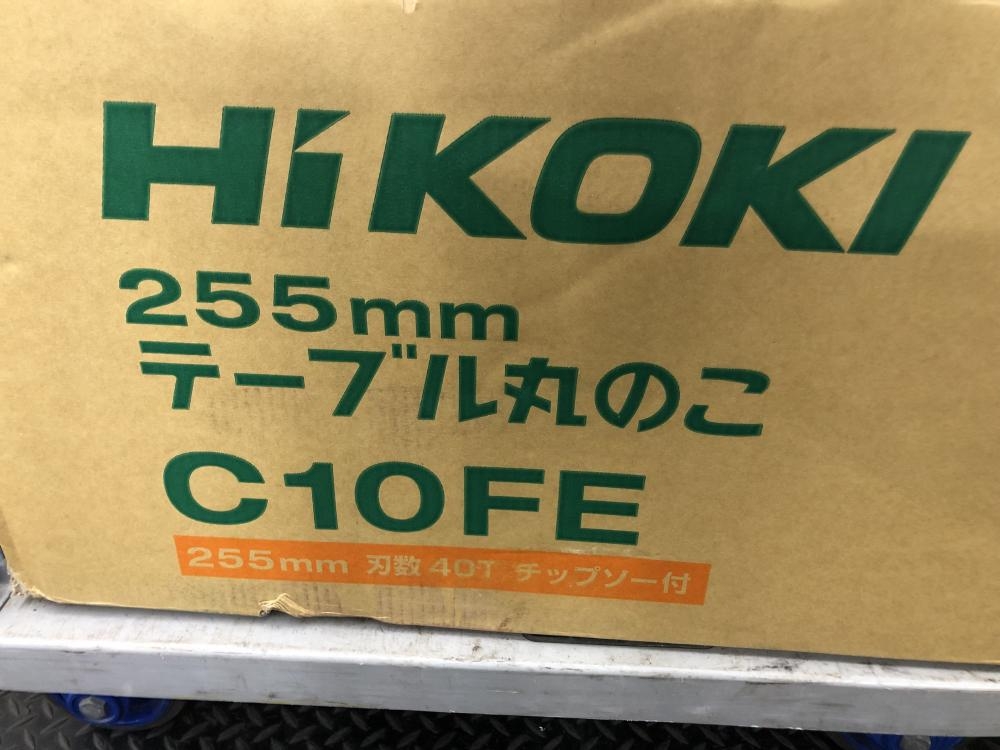 HiKOKI
255mm
テーブル丸のこ
C10FE
255mm 刃数40T チップソー付